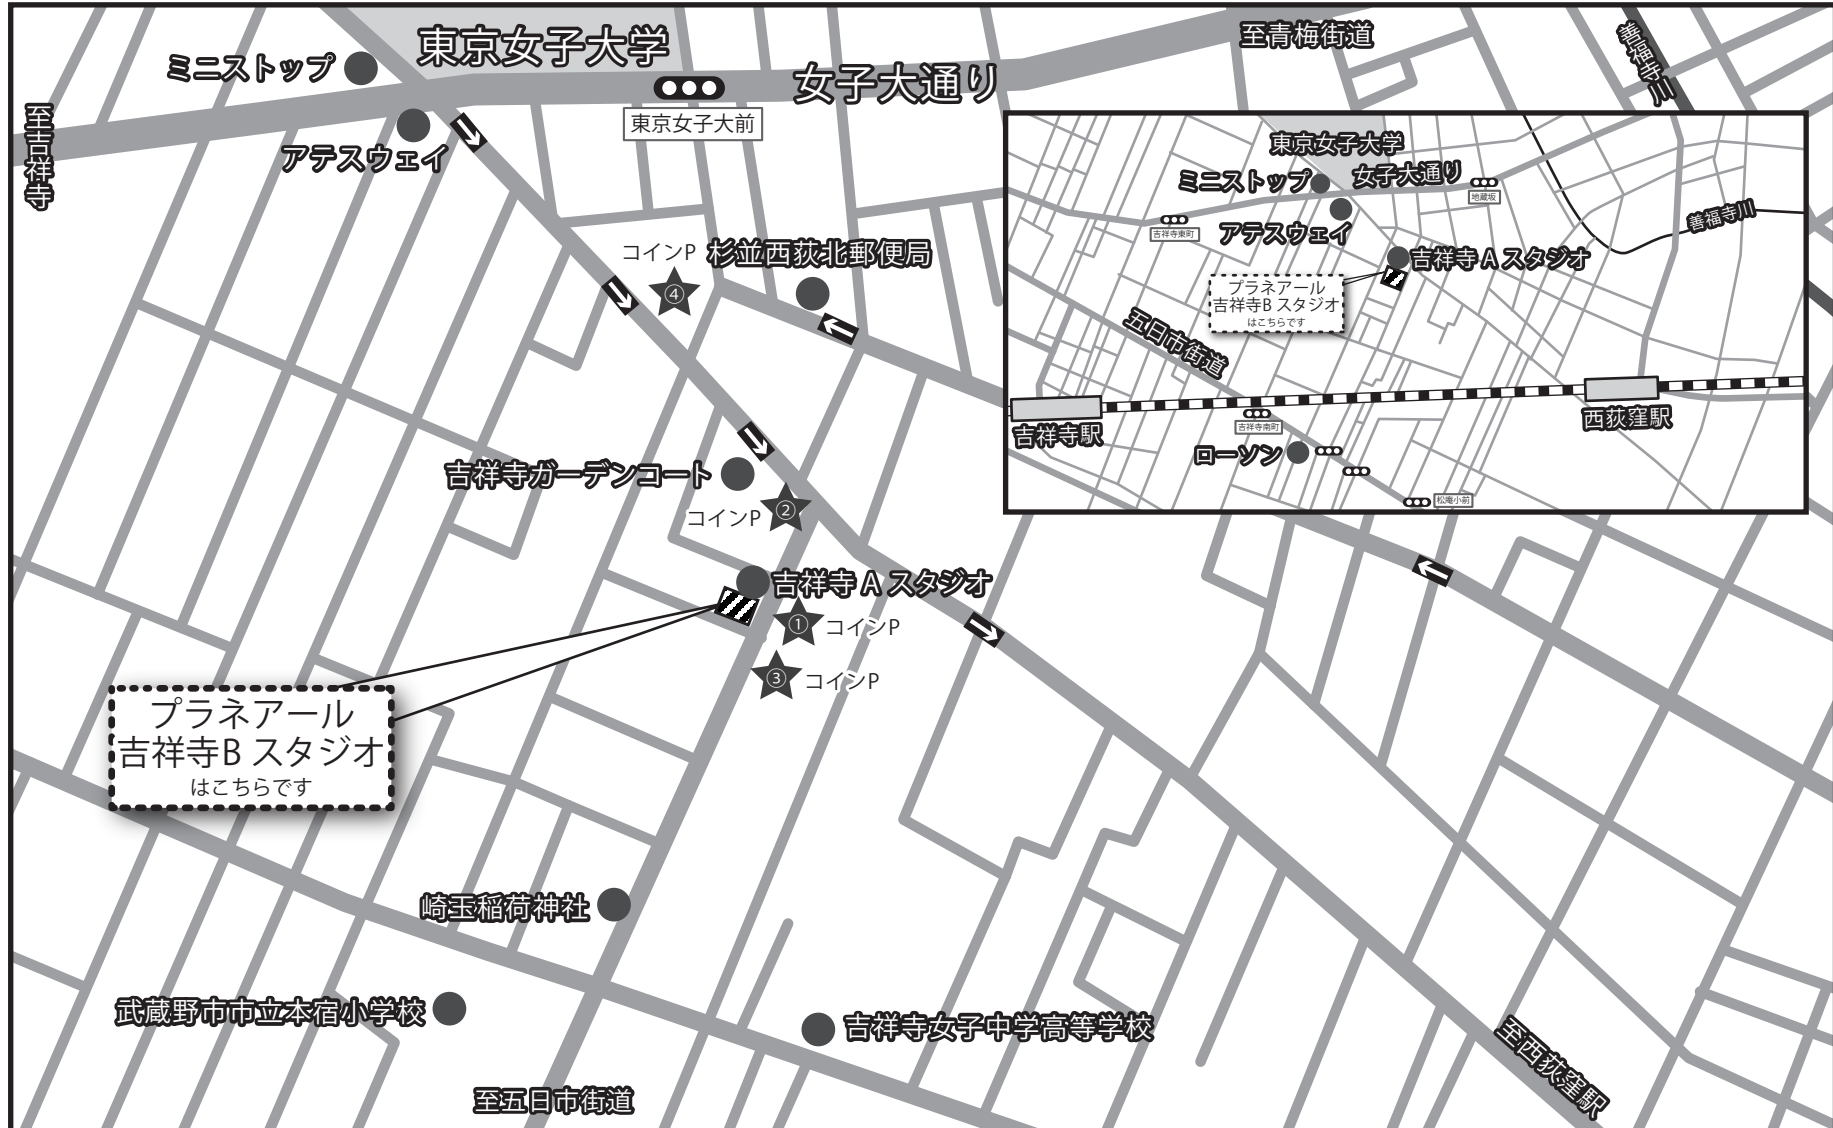 東京女子大学
至青梅街道
善福寺川
ミニストップ
女子大通り
至吉祥寺
東京女子大前
アテスウェイ
コインP
④
杉並西荻北郵便局
吉祥寺ガーデンコート
コインP
②
吉祥寺 A スタジオ
①
コインP
③
コインP
プラネアール
吉祥寺B スタジオ
はこちらです
崎玉稲荷神社
武蔵野市市立本宿小学校
吉祥寺女子中学高等学校
至五日市街道
至西荻窪駅
東京女子大学
ミニストップ
女子大通り
地蔵坂
吉祥寺東町
アテスウェイ
善福寺川
吉祥寺 A スタジオ
プラネアール
吉祥寺B スタジオ
はこちらです
五日市街道
吉祥寺駅
吉祥寺南町
西荻窪駅
ローソン
松庵小前